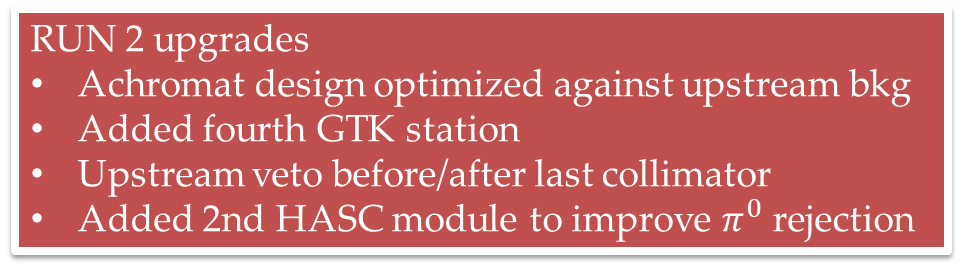 RUN 2 upgrades
• Achromat design optimized against upstream bkg
• Added fourth GTK station
• Upstream veto before/after last collimator
• Added 2nd HASC module to improve π⁰ rejection